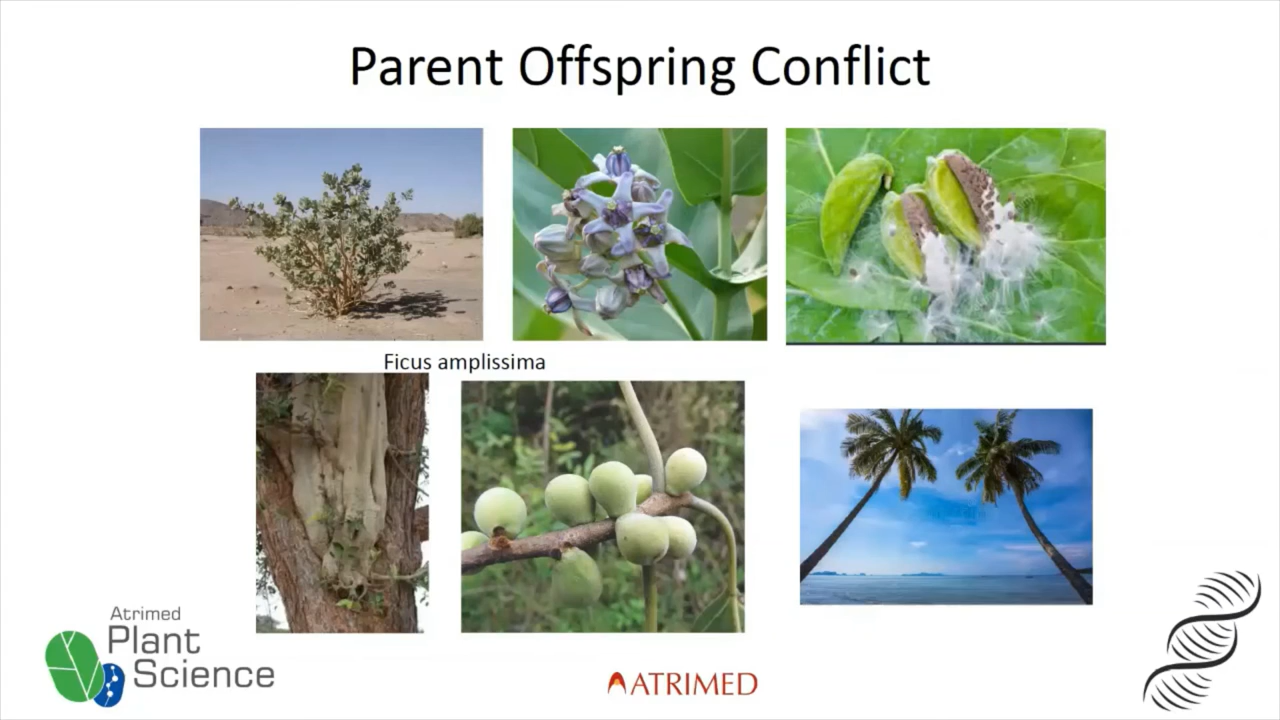 Parent Offspring Conflict
Ficus amplissima
Atrimed
Plant
Science
ATRIMED